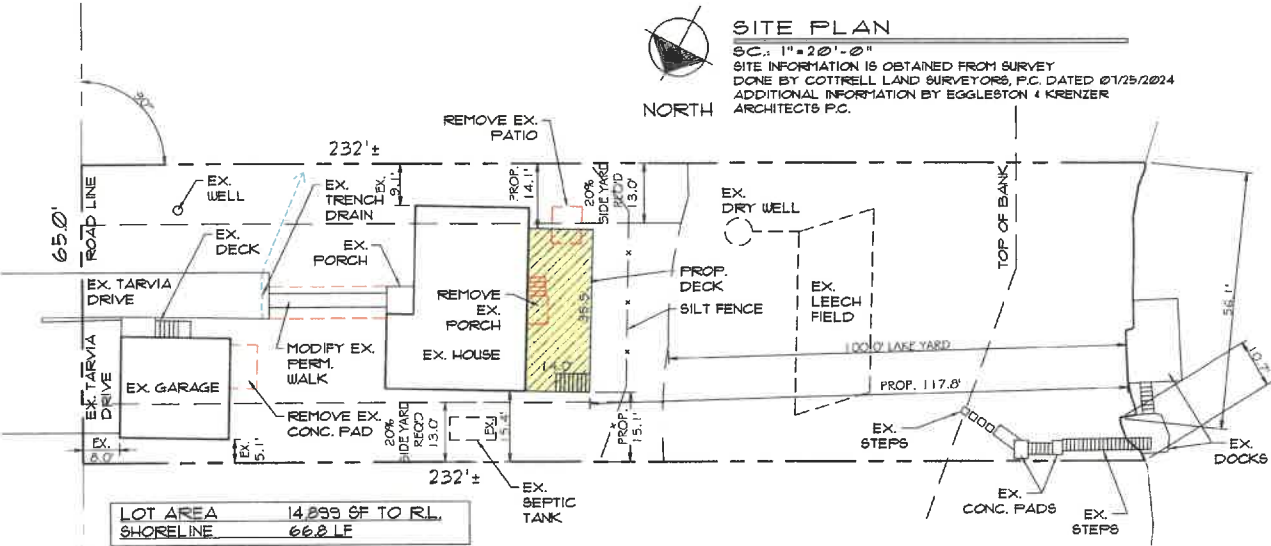 SITE PLAN
SC.: 1"=20'-0"
SITE INFORMATION IS OBTAINED FROM SURVEY
DONE BY COTTRELL LAND SURVEYORS, P.C. DATED 07/25/2024
ADDITIONAL INFORMATION BY EGGLESTON & KRENZER
ARCHITECTS P.C.
NORTH
90°
REMOVE EX.
PATIO
232'±
65.0'
ROAD LINE
EX.
WELL
EX.
TRENCH
DRAIN
EX.
9.1'
PROP.
14.1'
20%
SIDE YARD
REQ'D
13.0'
EX.
DRY WELL
TOP OF BANK
EX.
DECK
EX.
PORCH
EX. TARVIA
DRIVE
REMOVE
EX.
PORCH
35.5'
PROP.
DECK
SILT FENCE
EX.
LEECH
FIELD
56.1'
MODIFY EX.
PERM.
WALK
EX. HOUSE
14.0'
100.0' LAKE YARD
10.7'
EX. TARVIA
DRIVE
EX. GARAGE
PROP. 117.8'
REMOVE EX.
CONC. PAD
20%
SIDE YARD
REQ'D
13.0'
EX.
15.4'
PROP.
15.1'
EX.
STEPS
EX.
DOCKS
EX.
8.0'
EX.
5.1'
232'±
EX.
SEPTIC
TANK
EX.
CONC. PADS
EX.
STEPS
LOT AREA 14,899 SF TO R.L.
SHORELINE 66.8 LF